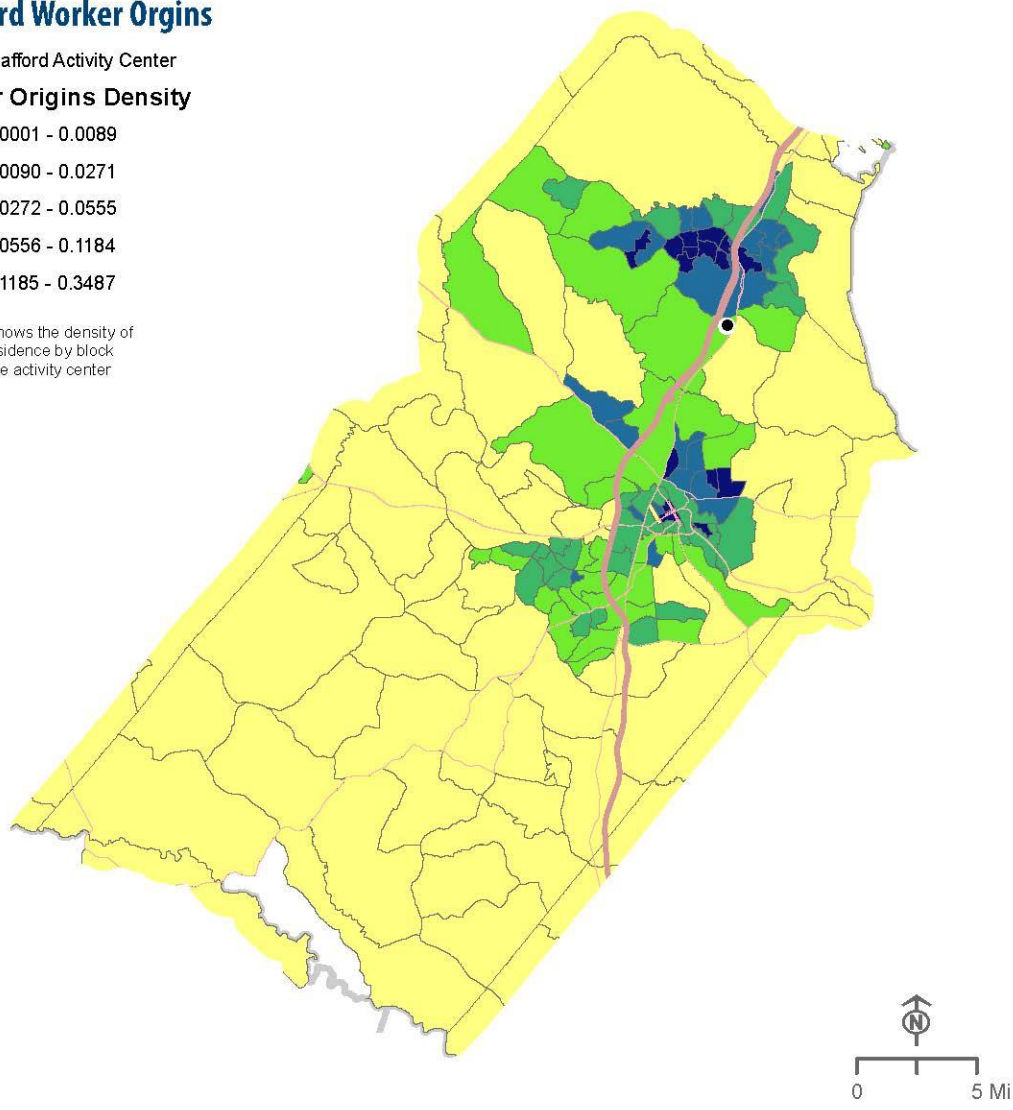 rd Worker Orgins
afford Activity Center
r Origins Density
0001 - 0.0089
0090 - 0.0271
0272 - 0.0555
0556 - 0.1184
1185 - 0.3487
hows the density of
sidence by block
e activity center
N
0 5 Mi